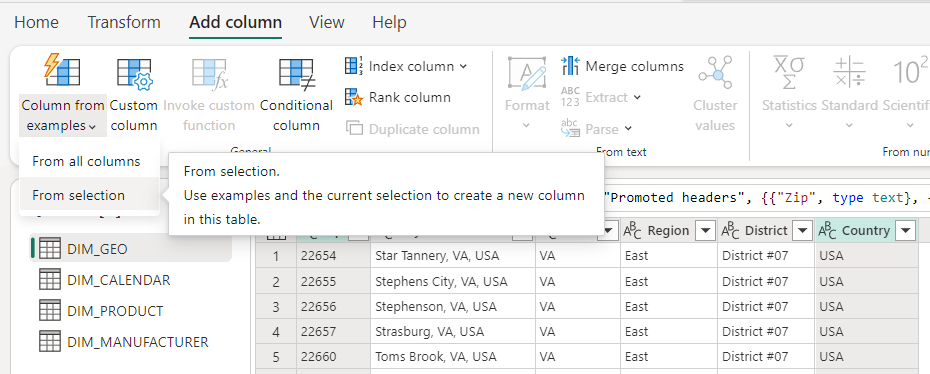 Home Transform Add column View Help
Column from examples
Custom column
Invoke custom function
Conditional column
Index column
Rank column
Duplicate column
General
Format
Merge columns
ABC 123 Extract
abc Parse
From text
Cluster values
Statistics
Standard
10² Scientif
From num
From all columns
From selection
From selection.
Use examples and the current selection to create a new column
in this table.
"Promoted headers", {{"Zip", type text},
DIM_GEO
DIM_CALENDAR
DIM_PRODUCT
DIM_MANUFACTURER
Region District Country
1 22654 Star Tannery, VA, USA VA East District #07 USA
2 22655 Stephens City, VA, USA VA East District #07 USA
3 22656 Stephenson, VA, USA VA East District #07 USA
4 22657 Strasburg, VA, USA VA East District #07 USA
5 22660 Toms Brook, VA, USA VA East District #07 USA